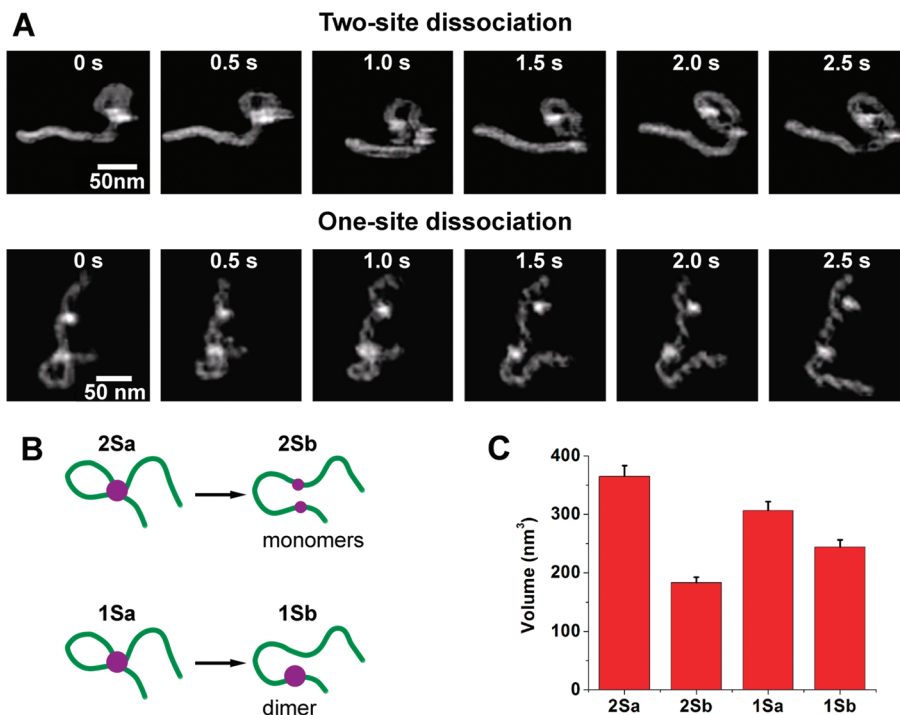 A
Two-site dissociation
0 s 0.5 s 1.0 s 1.5 s 2.0 s 2.5 s
50nm
One-site dissociation
0 s 0.5 s 1.0 s 1.5 s 2.0 s 2.5 s
50 nm
B
2Sa 2Sb
monomers
1Sa 1Sb
dimer
C
Volume (nm³)
400
300
200
100
0
2Sa 2Sb 1Sa 1Sb